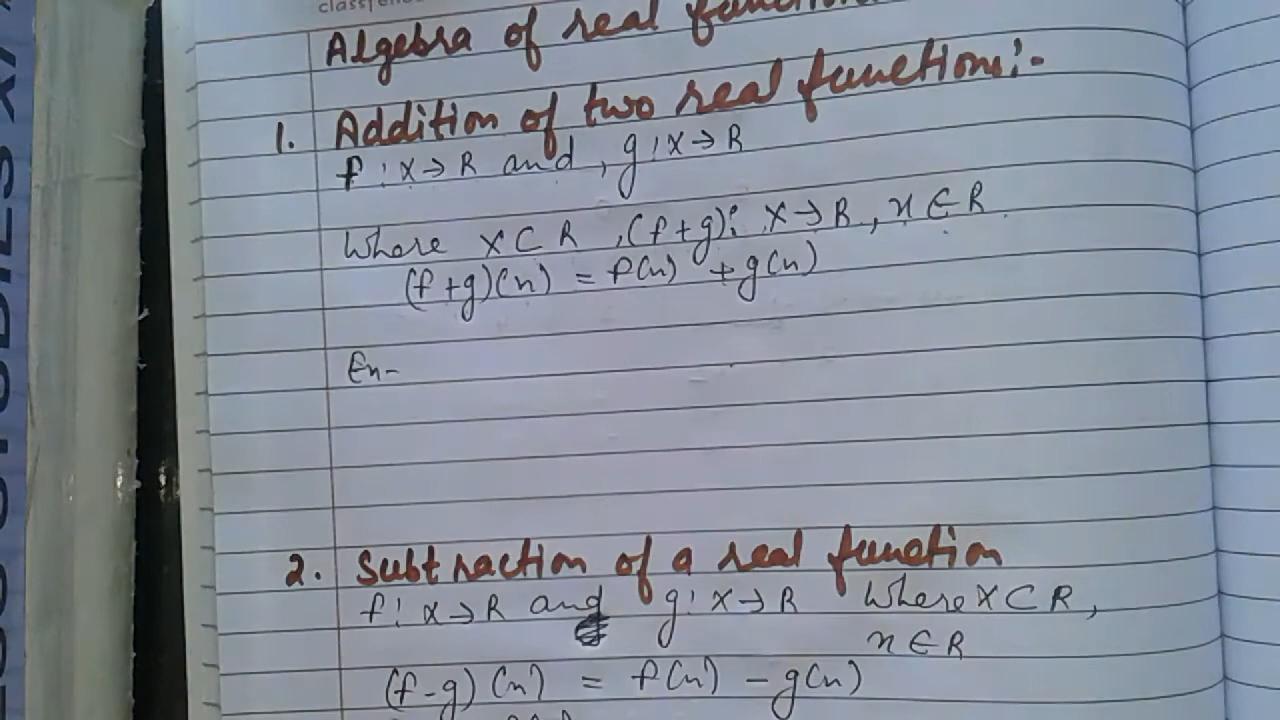 Algebra of real function
1. Addition of two real functions:-
f : X → R and , g : X → R
Where X ⊂ R , (f+g): X → R, x ∈ R
(f+g)(x) = f(x) + g(x)
Ex-
2. Subtraction of a real function
f : X → R and g : X → R Where X ⊂ R,
x ∈ R
(f-g)(x) = f(x) - g(x)